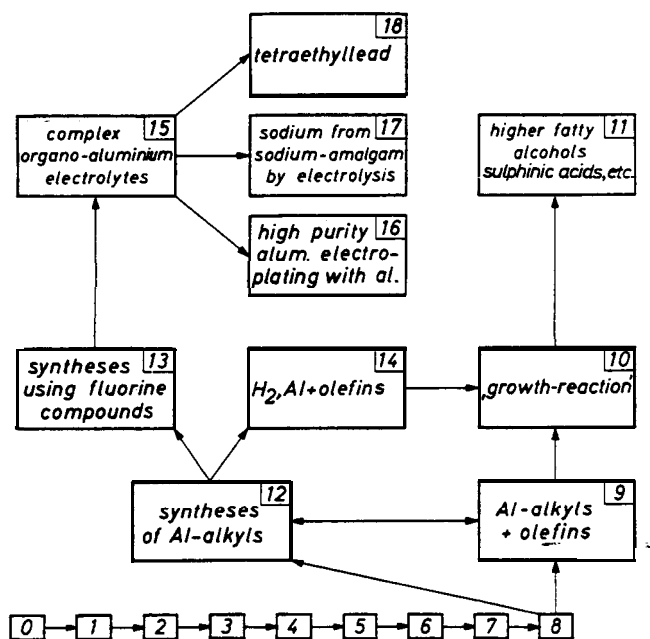 18
tetraethyllead
15
complex
organo-aluminium
electrolytes
17
sodium from
sodium-amalgam
by electrolysis
11
higher fatty
alcohols
sulphinic acids, etc.
16
high purity
alum. electro-
plating with al.
13
syntheses
using fluorine
compounds
14
H₂, Al+olefins
10
‚growth-reaction'
12
syntheses
of Al-alkyls
9
Al-alkyls
+ olefins
0 1 2 3 4 5 6 7 8